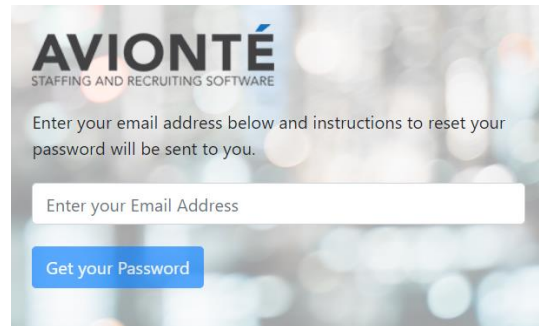 AVIONTÉ
STAFFING AND RECRUITING SOFTWARE
Enter your email address below and instructions to reset your
password will be sent to you.
Enter your Email Address
Get your Password